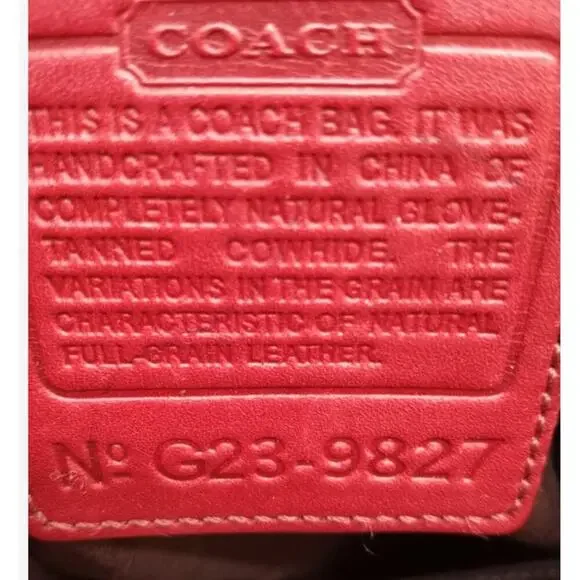 COACH
THIS IS A COACH BAG. IT WAS
HANDCRAFTED IN CHINA OF
COMPLETELY NATURAL GLOVE-
TANNED COWHIDE. THE
VARIATIONS IN THE GRAIN ARE
CHARACTERISTIC OF NATURAL
FULL-GRAIN LEATHER.
Nº G23-9827